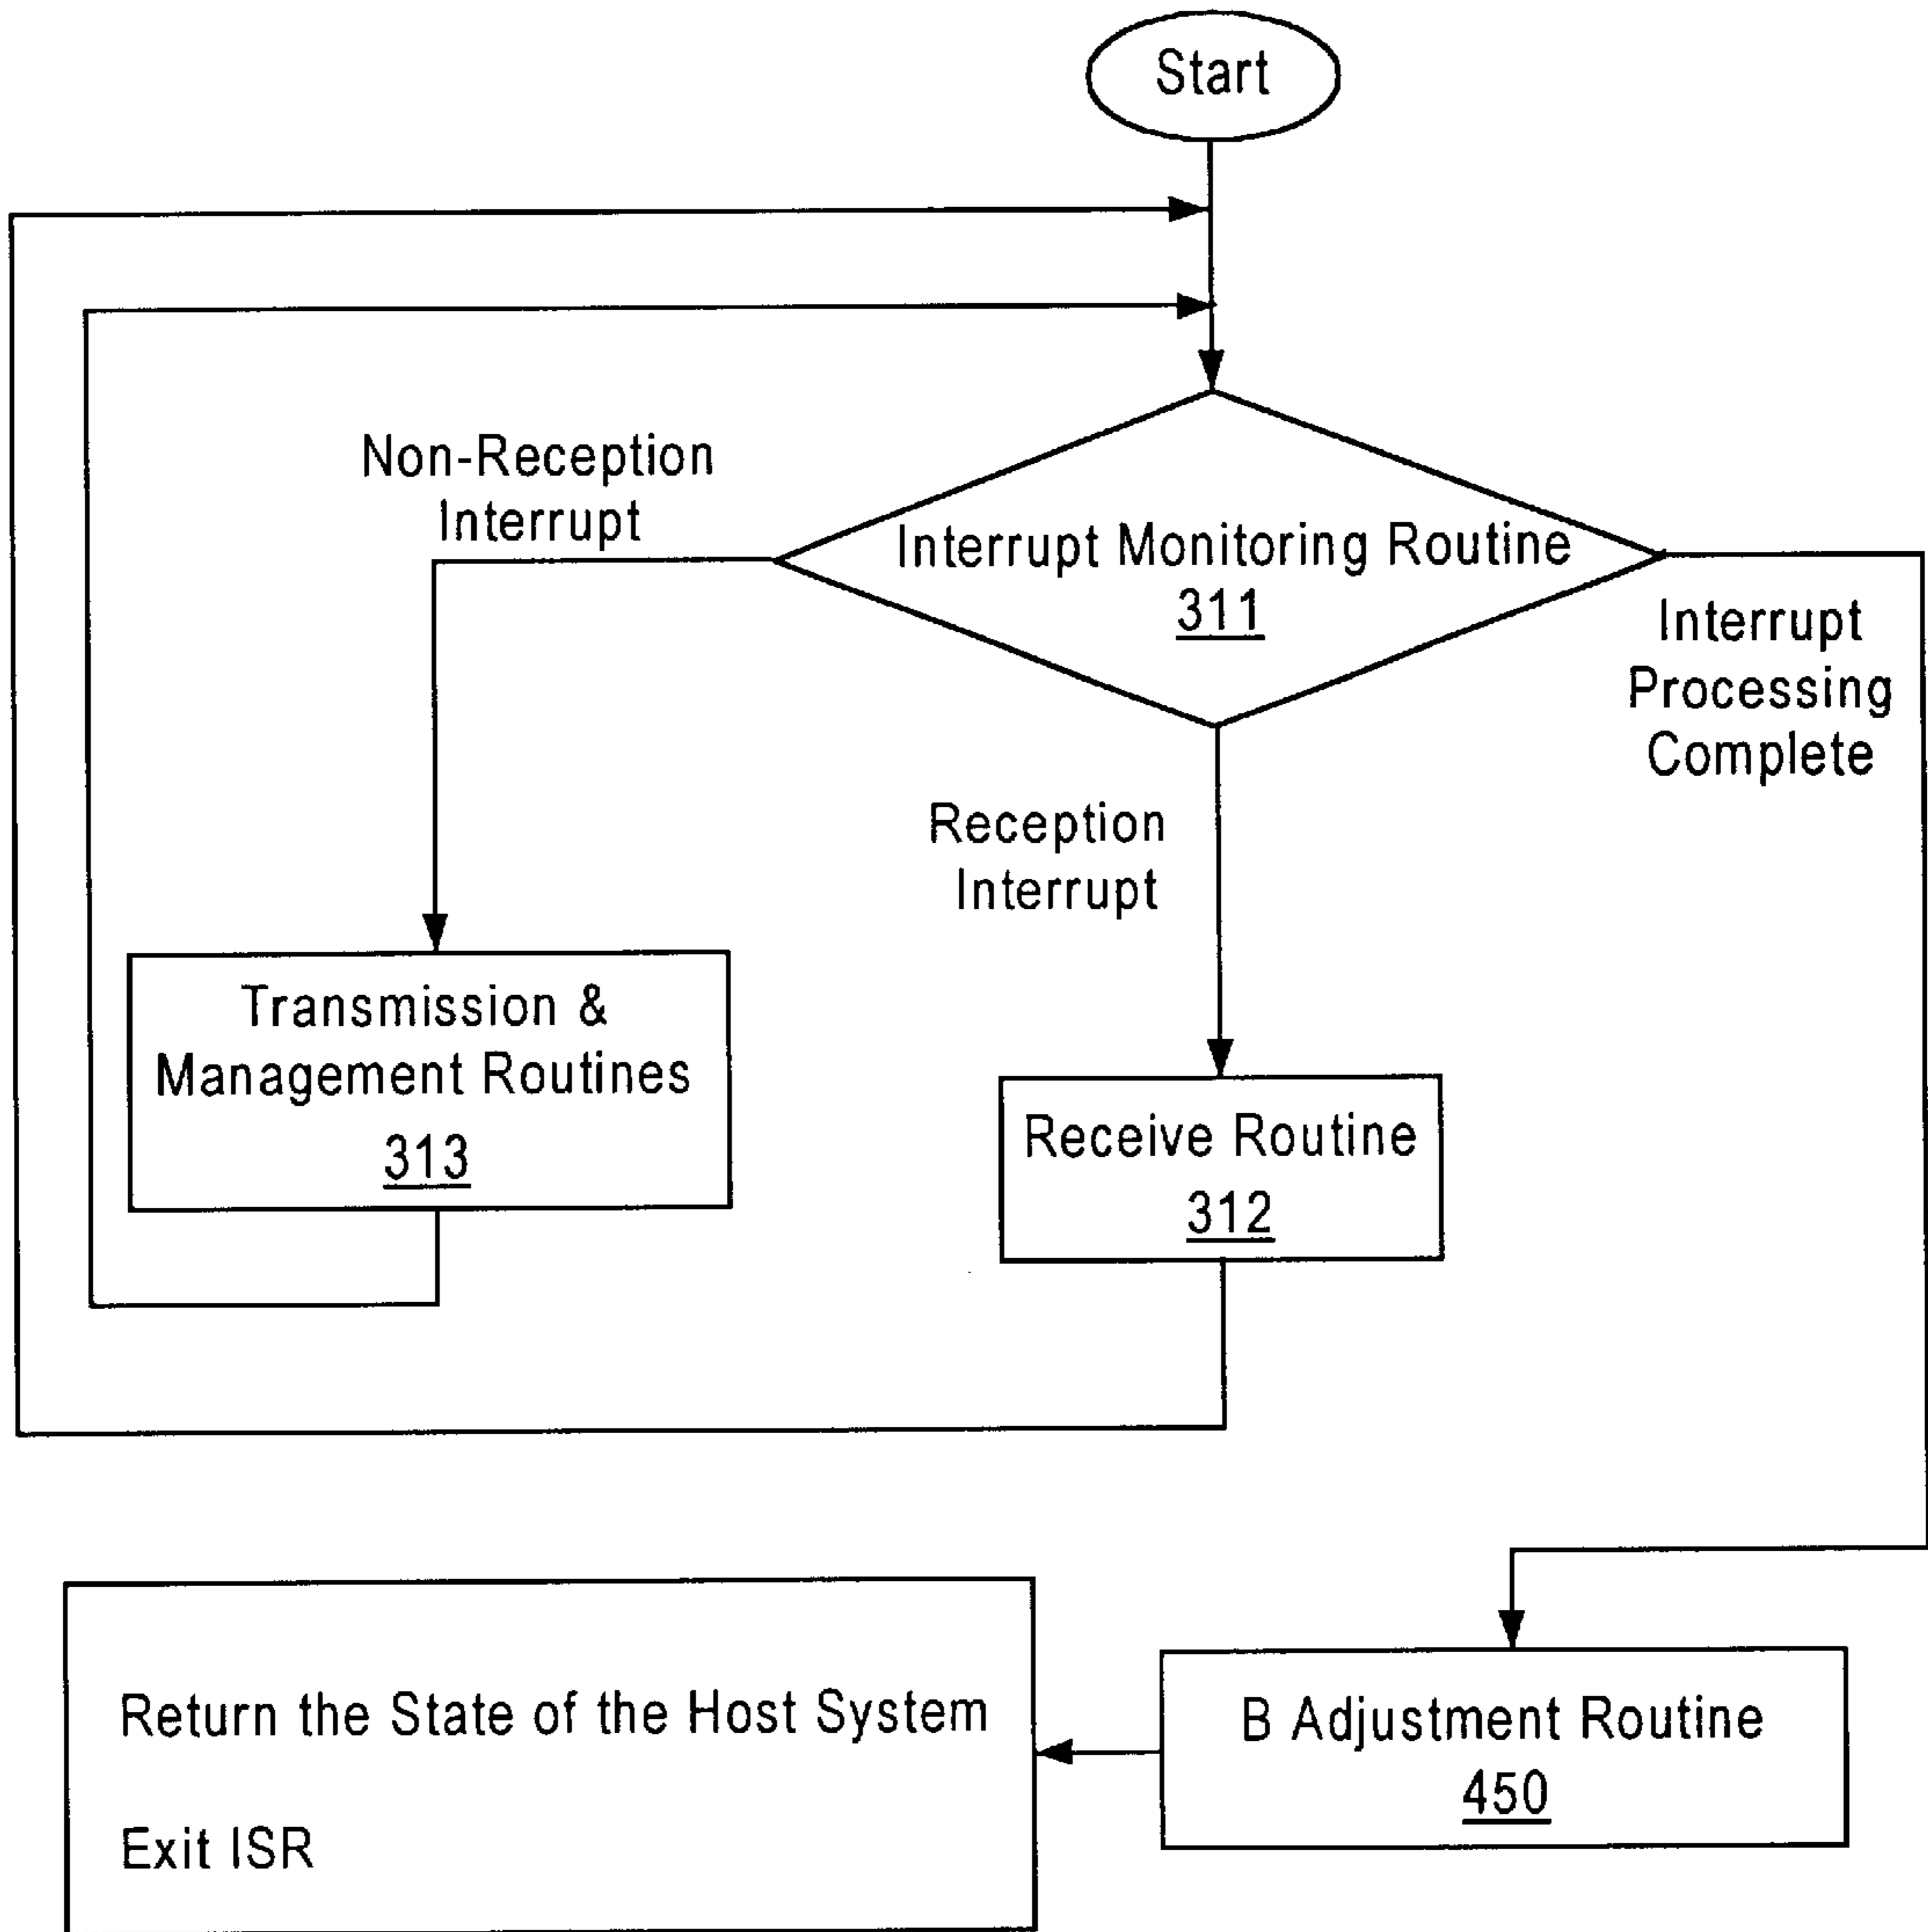 Start
Non-Reception
Interrupt
Interrupt Monitoring Routine
311
Interrupt
Processing
Complete
Reception
Interrupt
Transmission &
Management Routines
313
Receive Routine
312
Return the State of the Host System
Exit ISR
B Adjustment Routine
450